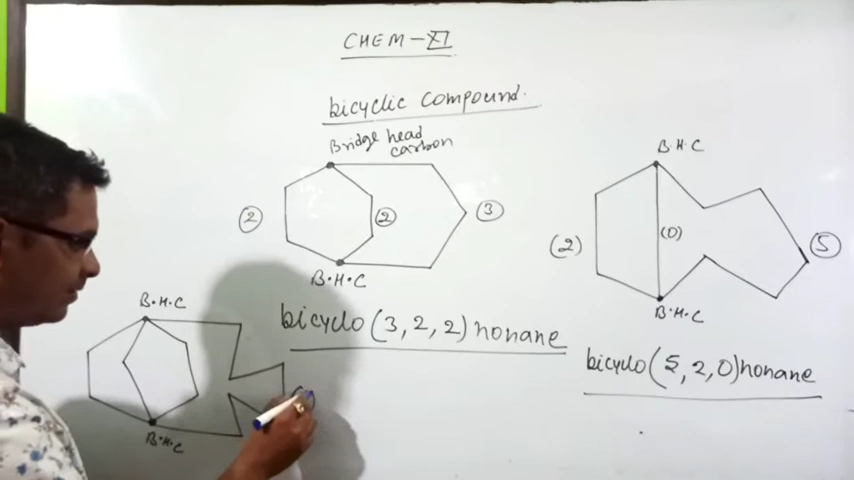 CHEM-XI
bicyclic compound.
Bridge head
carbon
(2)
(2)
(3)
B.H.C
bicyclo(3,2,2)nonane
B.H.C
(2)
(0)
(5)
B.H.C
bicyclo(5,2,0)nonane
B.H.C
B.H.C